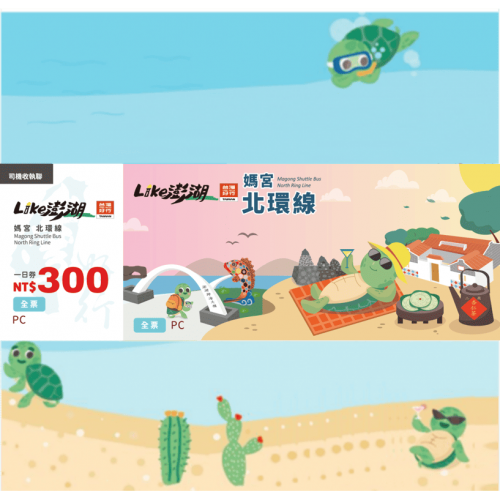 司機收執聯
Like澎湖
台灣好行
TAIWAN
媽宮 北環線
Magong Shuttle Bus
North Ring Line
一日券
NT$300
全票
PC
Like澎湖
台灣好行
TAIWAN
媽宮
Magong Shuttle Bus
North Ring Line
北環線
全票
PC